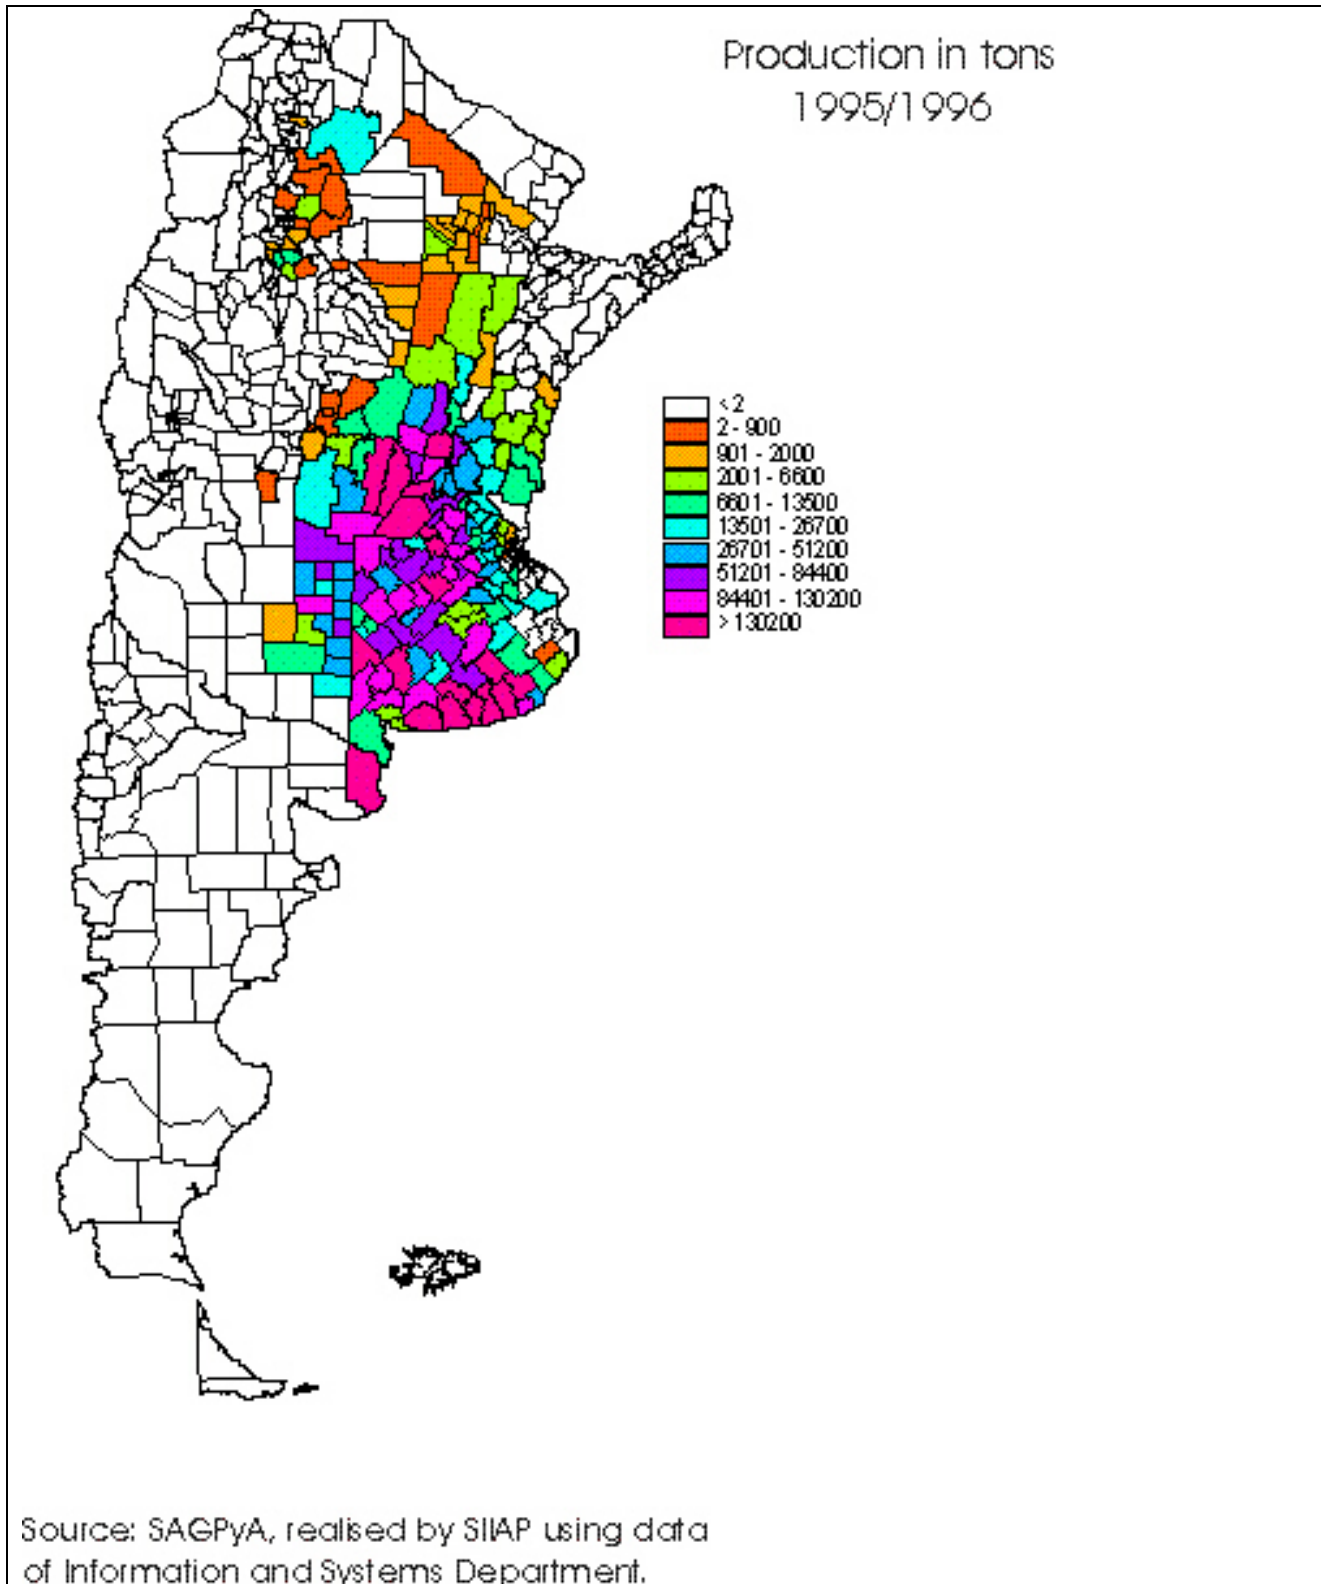 Production in tons
1995/1996
< 2
2 - 900
901 - 2000
2001 - 6600
6601 - 13500
13501 - 26700
26701 - 51200
51201 - 84400
84401 - 130200
> 130200
Source: SAGPyA, realised by SIIAP using data
of Information and Systems Department.